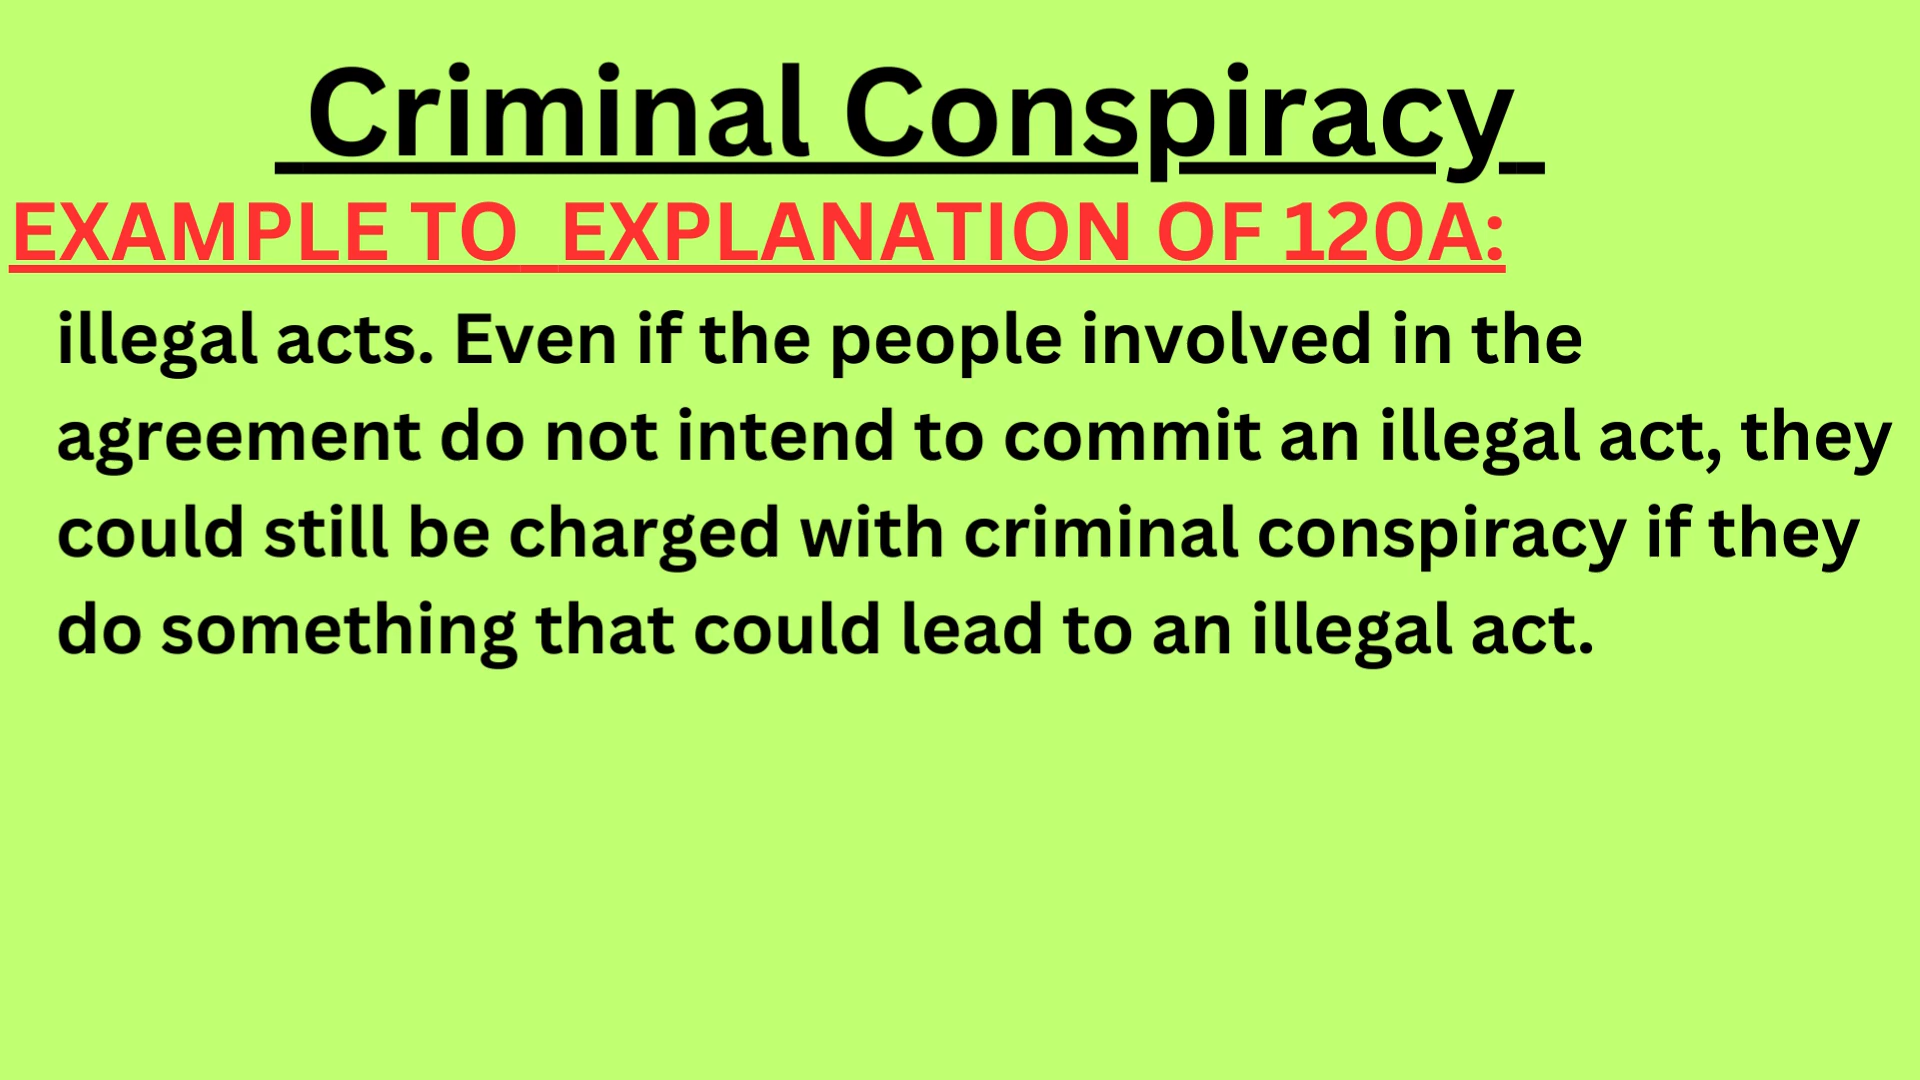 Criminal Conspiracy
EXAMPLE TO EXPLANATION OF 120A:
illegal acts. Even if the people involved in the
agreement do not intend to commit an illegal act, they
could still be charged with criminal conspiracy if they
do something that could lead to an illegal act.